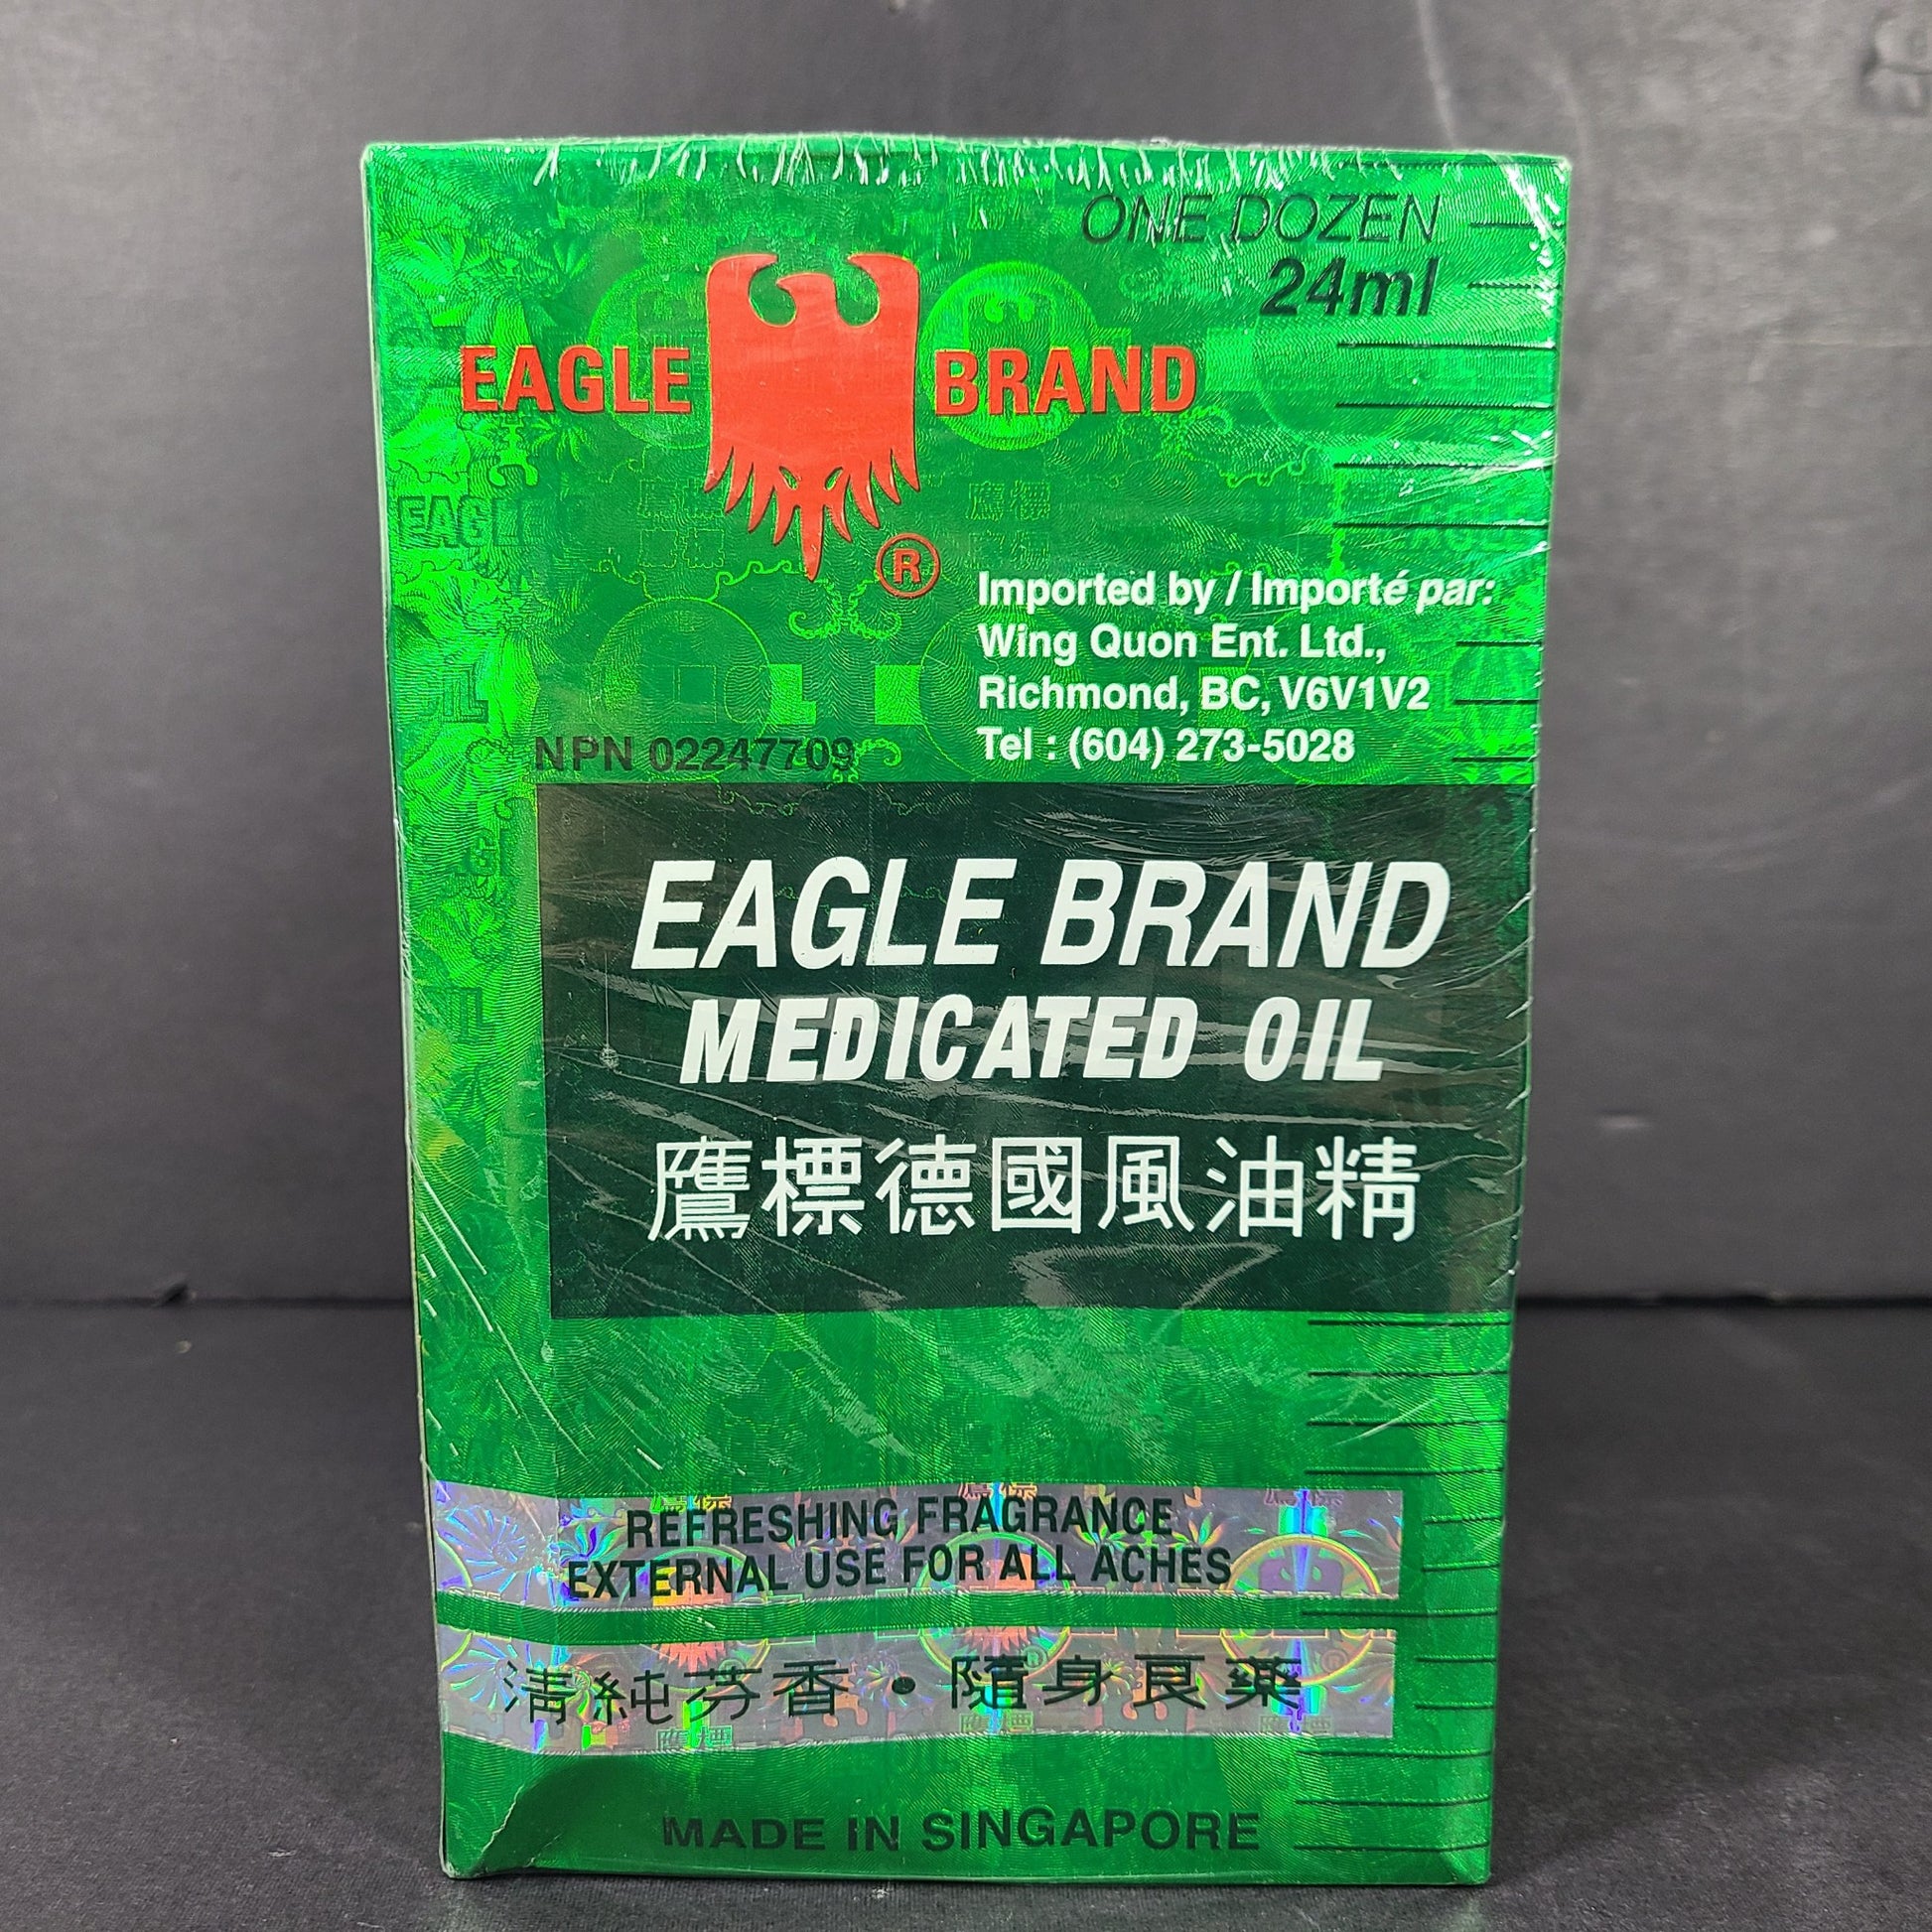 ONE DOZEN
24ml
EAGLE BRAND
®
Imported by / Importé par:
Wing Quon Ent. Ltd.,
Richmond, BC, V6V1V2
Tel : (604) 273-5028
NPN 02247709
EAGLE BRAND
MEDICATED OIL
鷹標德國風油精
REFRESHING FRAGRANCE
EXTERNAL USE FOR ALL ACHES
清純芬香・隨身良藥
MADE IN SINGAPORE